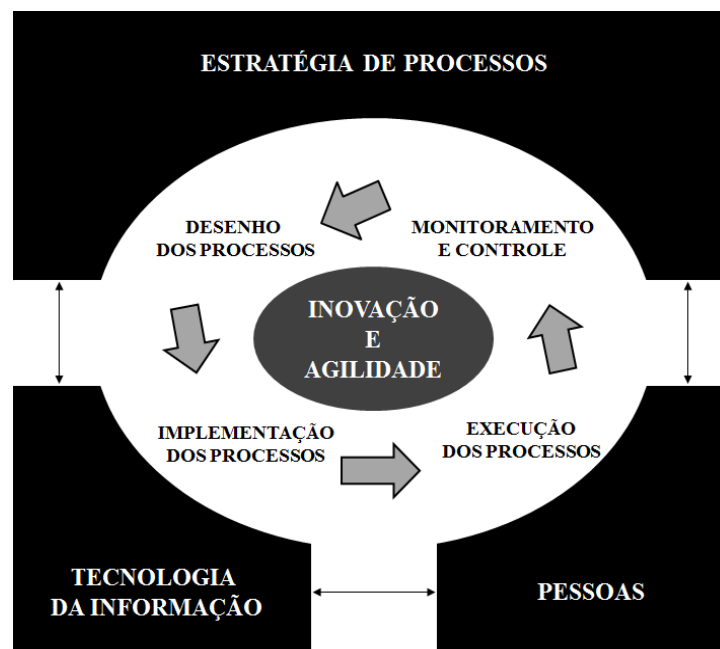 ESTRATÉGIA DE PROCESSOS
DESENHO
DOS PROCESSOS
MONITORAMENTO
E CONTROLE
INOVAÇÃO
E
AGILIDADE
IMPLEMENTAÇÃO
DOS PROCESSOS
EXECUÇÃO
DOS PROCESSOS
TECNOLOGIA
DA INFORMAÇÃO
PESSOAS